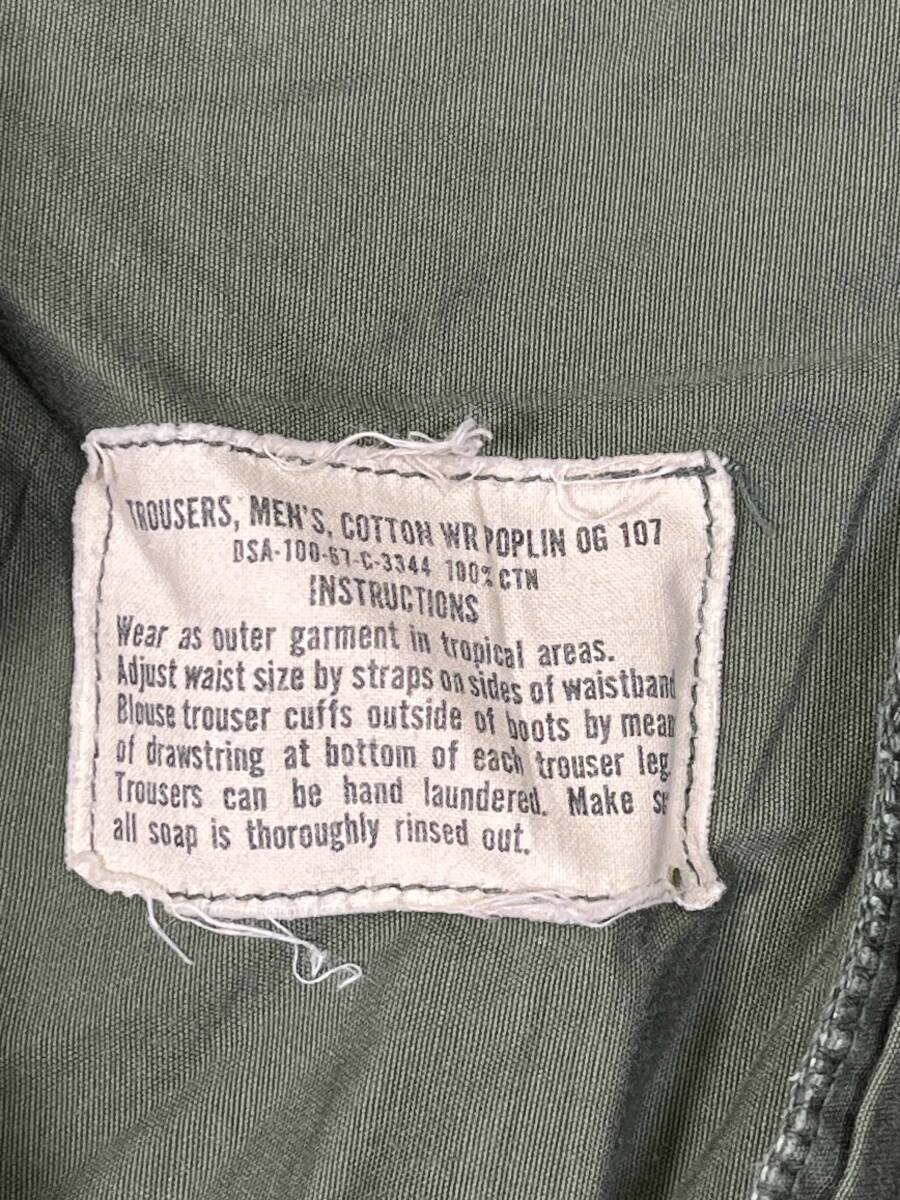 TROUSERS, MEN'S, COTTON WR POPLIN OG 107
DSA-100-67-C-3344 100% CTN
INSTRUCTIONS
Wear as outer garment in tropical areas.
Adjust waist size by straps on sides of waistband
Blouse trouser cuffs outside of boots by mean
of drawstring at bottom of each trouser leg.
Trousers can be hand laundered. Make
all soap is thoroughly rinsed out.